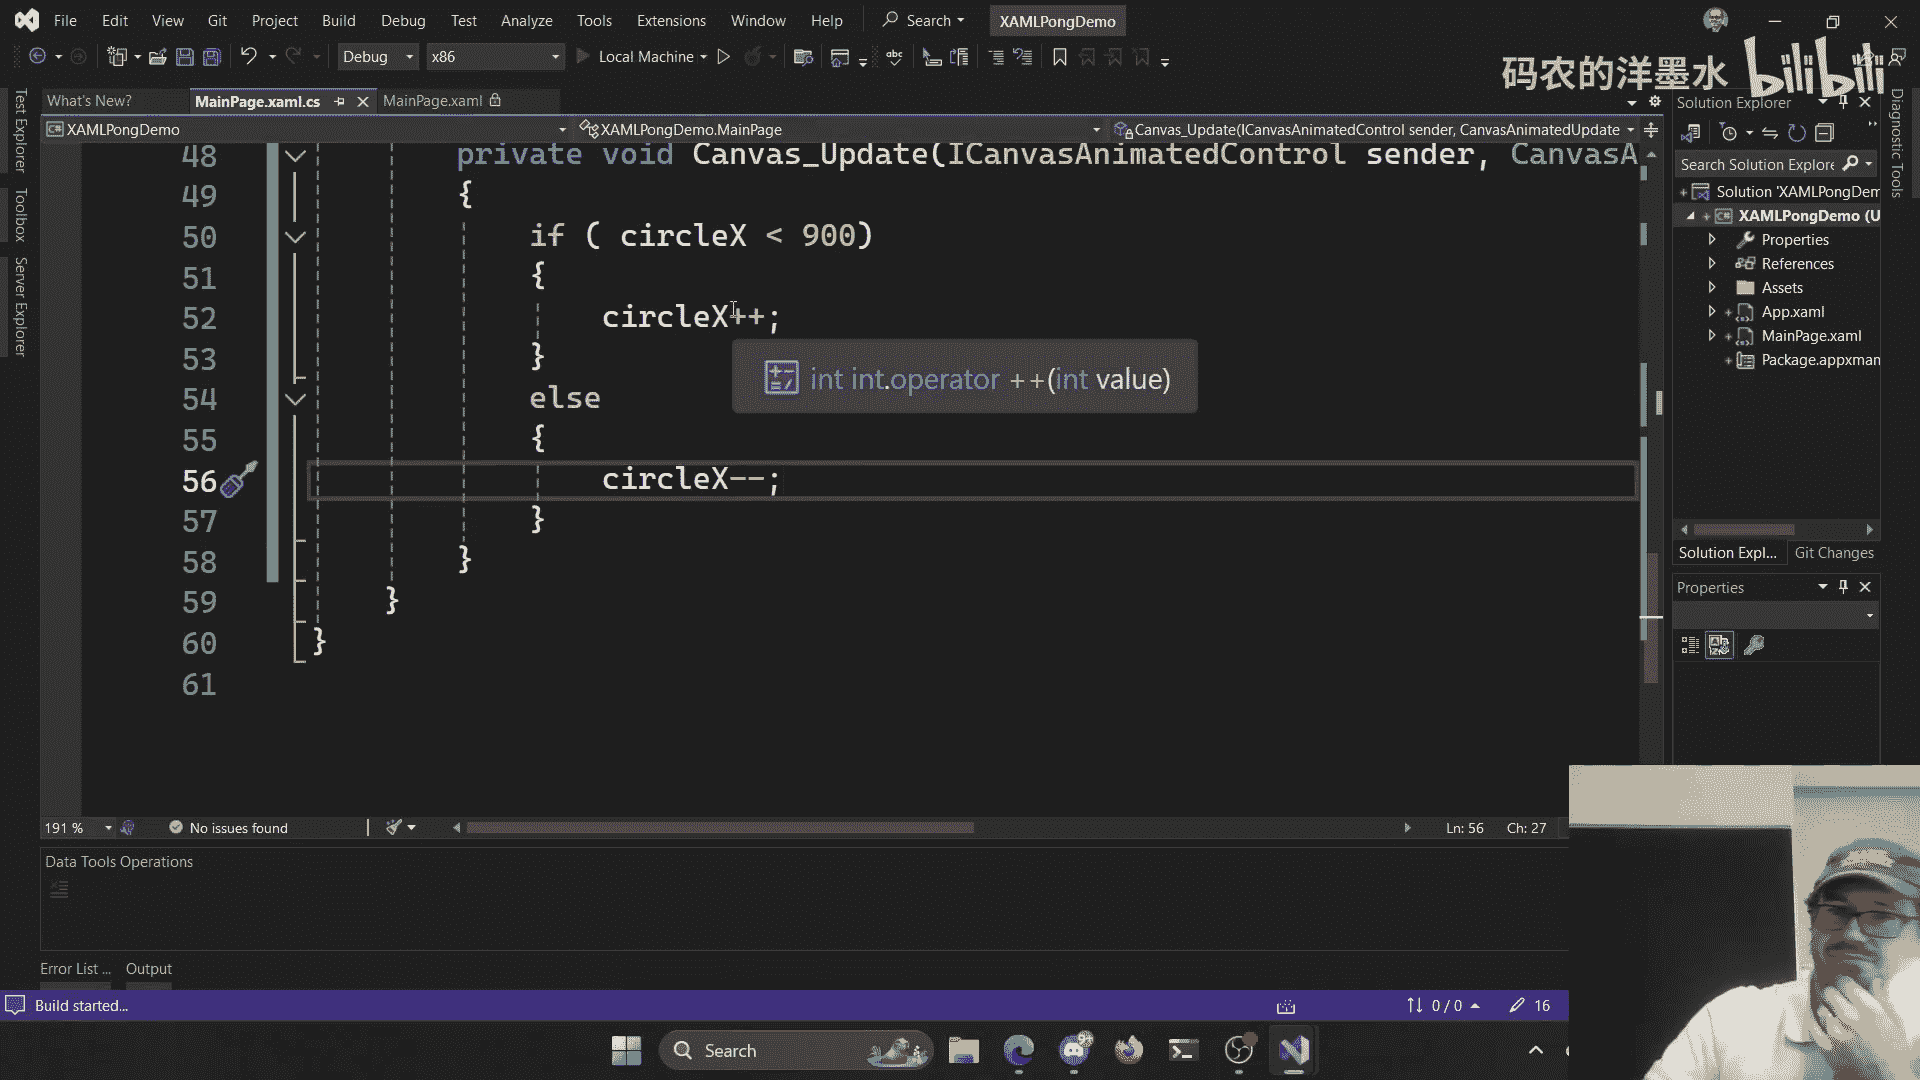 File Edit View Git Project Build Debug Test Analyze Tools Extensions Window Help Search XAMLPongDemo
Debug x86 Local Machine
码农的洋墨水 bilibili
What's New? MainPage.xaml.cs MainPage.xaml
Solution Explorer
XAMLPongDemo XAMLPongDemo.MainPage Canvas_Update(ICanvasAnimatedControl sender, CanvasAnimatedUpdate
Test Explorer
Toolbox
Server Explorer
Diagnostic Tools
48 private void Canvas_Update(ICanvasAnimatedControl sender, CanvasA
49 {
50 if ( circleX < 900)
51 {
52 circleX++;
53 }
int int.operator ++(int value)
54 else
55 {
56 circleX--;
57 }
58 }
59 }
60 }
61
Search Solution Explore
Solution 'XAMLPongDem
XAMLPongDemo (U
Properties
References
Assets
App.xaml
MainPage.xaml
Package.appxman
Solution Expl... Git Changes
Properties
191 % No issues found Ln: 56 Ch: 27
Data Tools Operations
Error List ... Output
Build started... 0 / 0 16
Search
9+